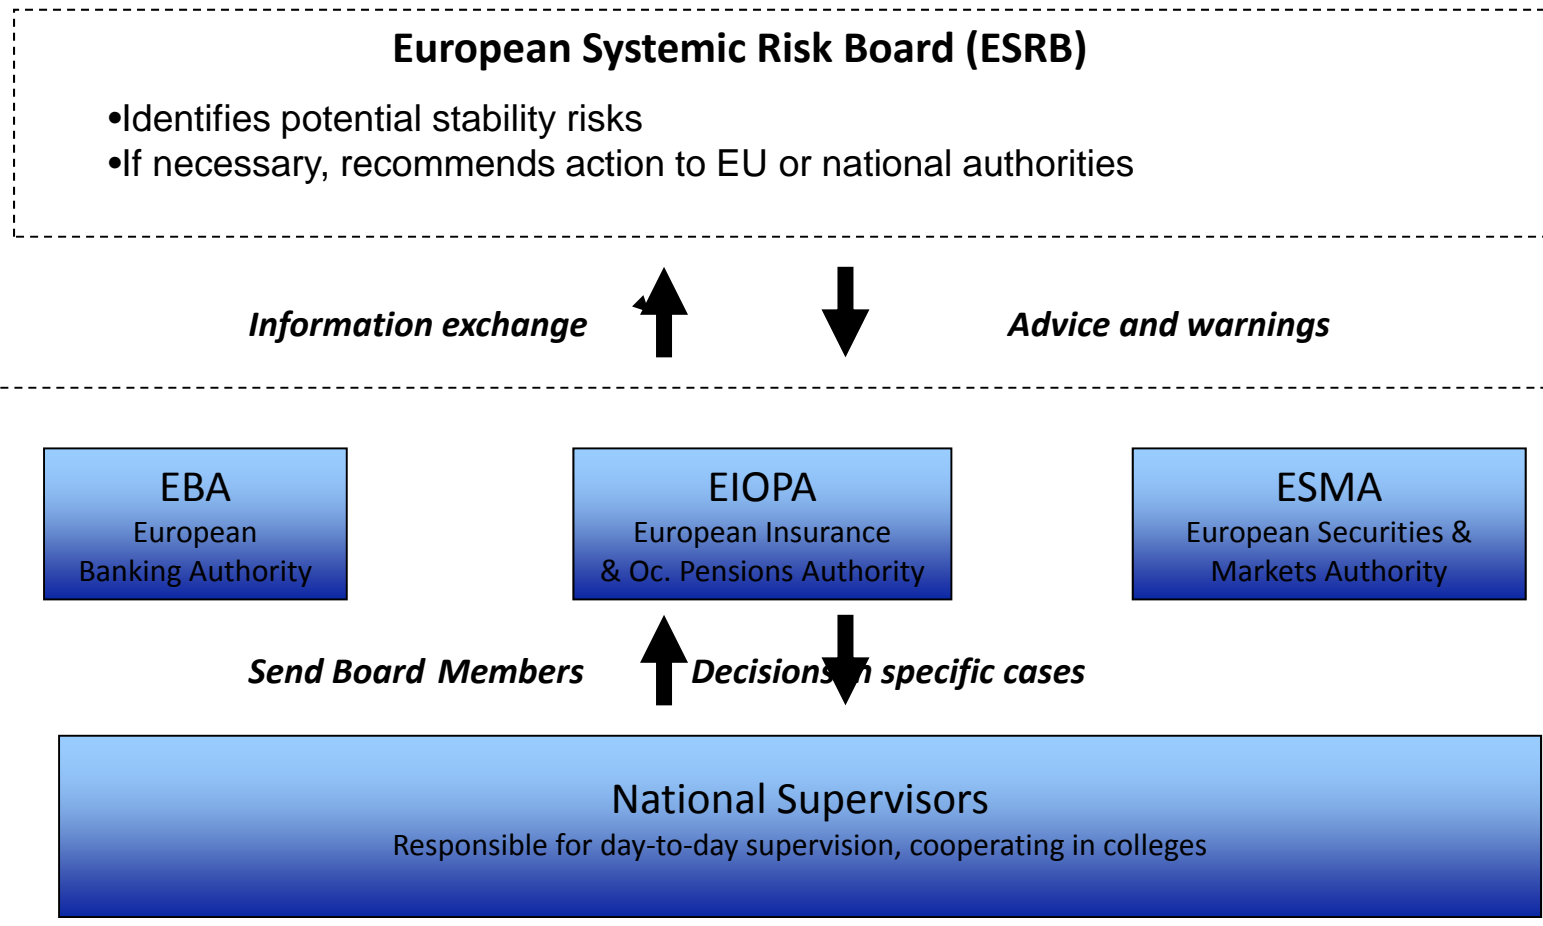 European Systemic Risk Board (ESRB)
•Identifies potential stability risks
•If necessary, recommends action to EU or national authorities
Information exchange
Advice and warnings
EBA
European
Banking Authority
EIOPA
European Insurance
& Oc. Pensions Authority
ESMA
European Securities &
Markets Authority
Send Board Members
Decisions specific cases
National Supervisors
Responsible for day-to-day supervision, cooperating in colleges